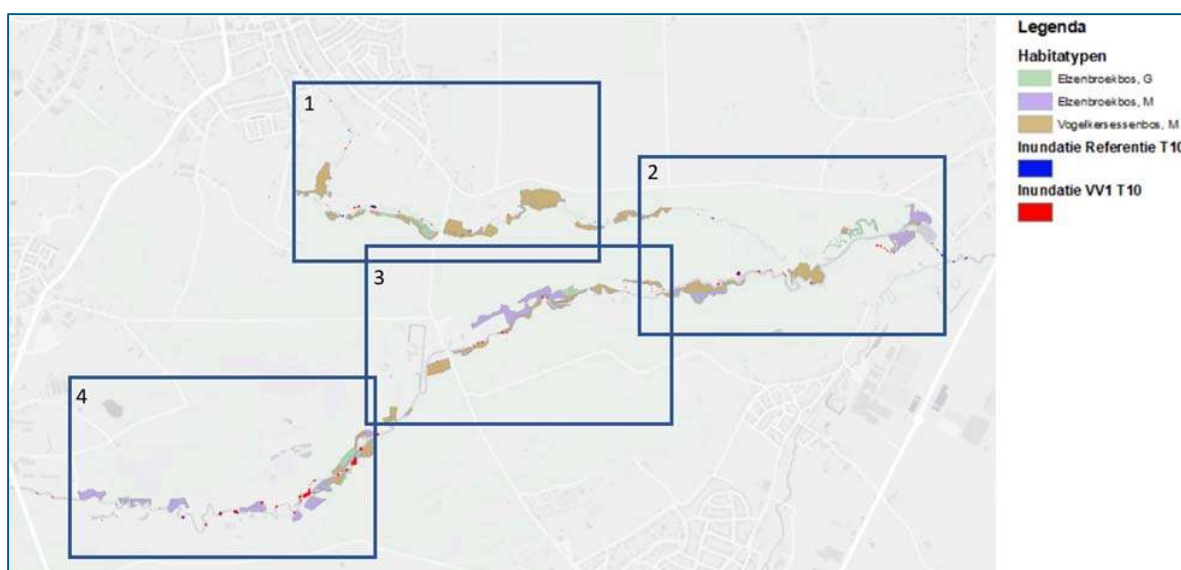 1
2
3
4
Legenda
Habitatypen
Elzenbroekbos, G
Elzenbroekbos, M
Vogelkersessenbos, M
Inundatie Referentie T10
Inundatie VV1 T10